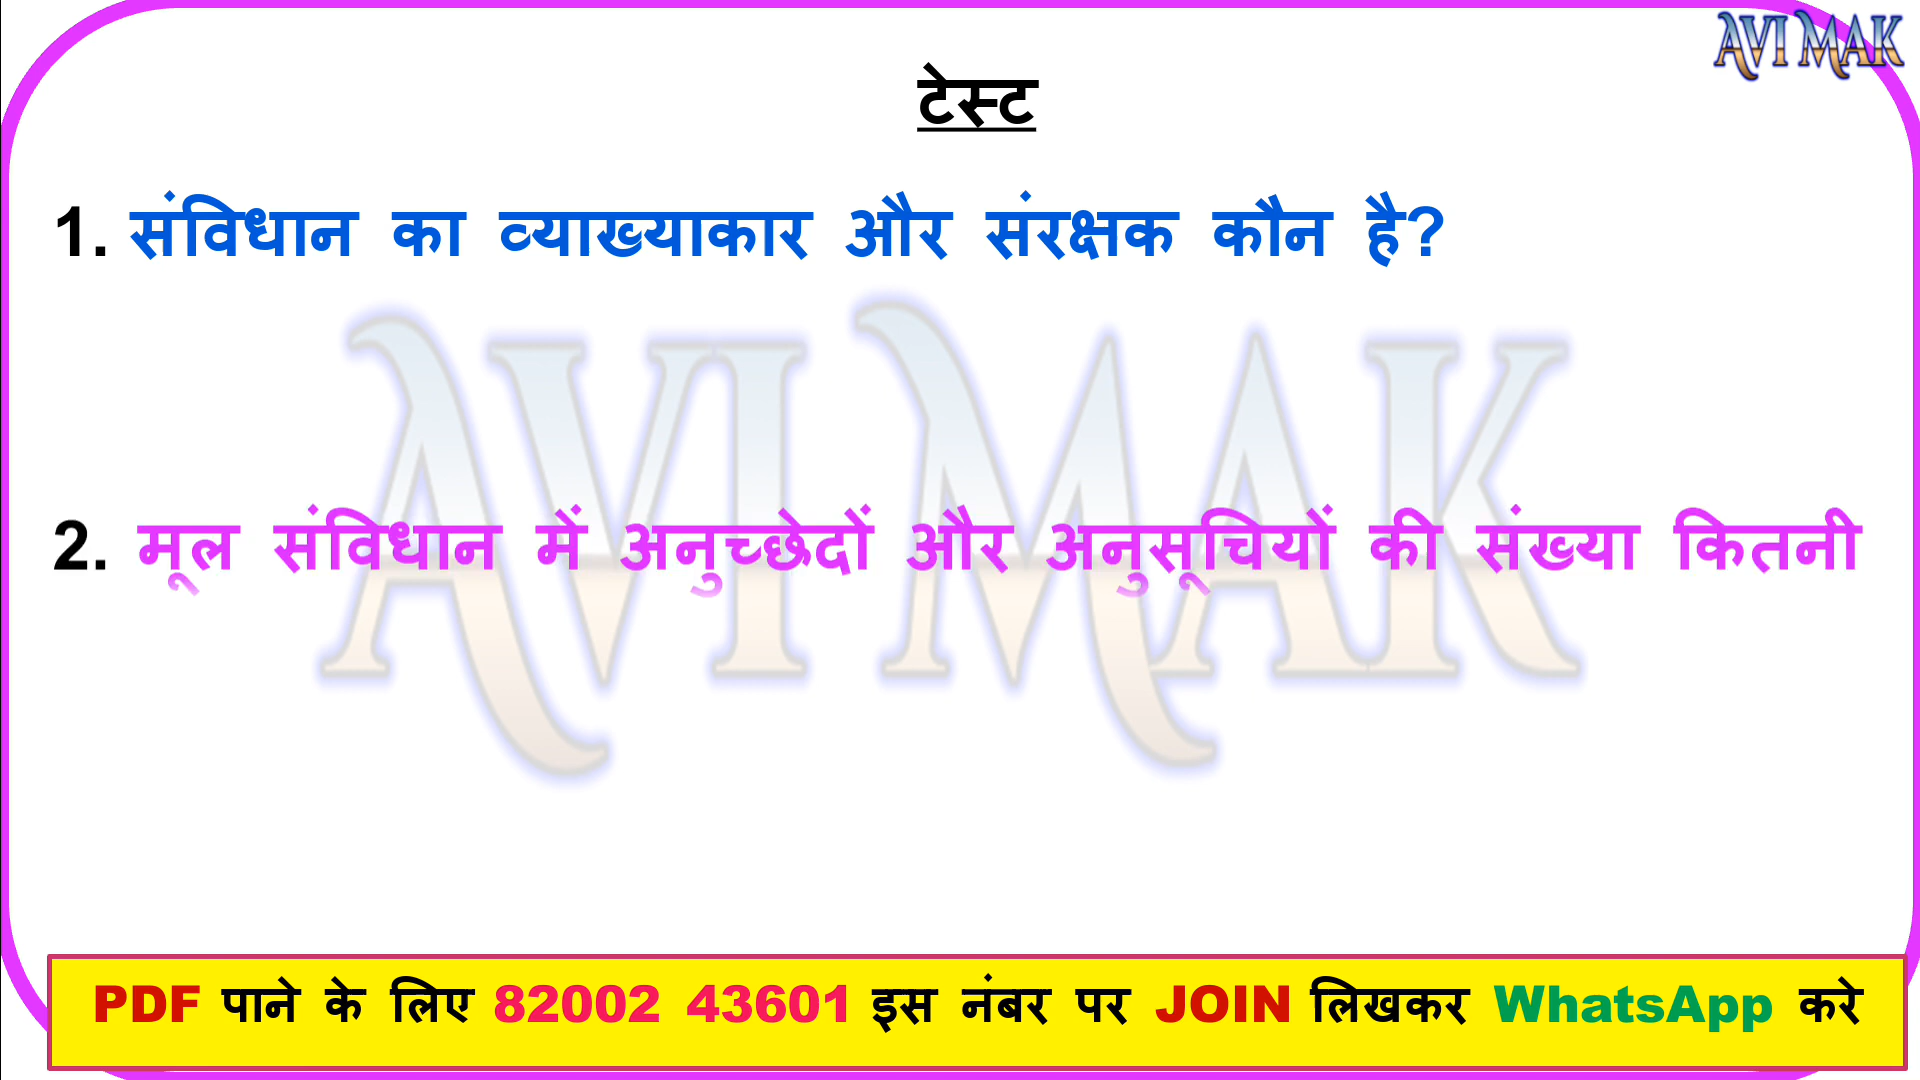 AVI MAK
टेस्ट
1. संविधान का व्याख्याकार और संरक्षक कौन है?
AVI MAK
2. मूल संविधान में अनुच्छेदों और अनुसूचियों की संख्या कितनी
PDF पाने के लिए 82002 43601 इस नंबर पर JOIN लिखकर WhatsApp करे